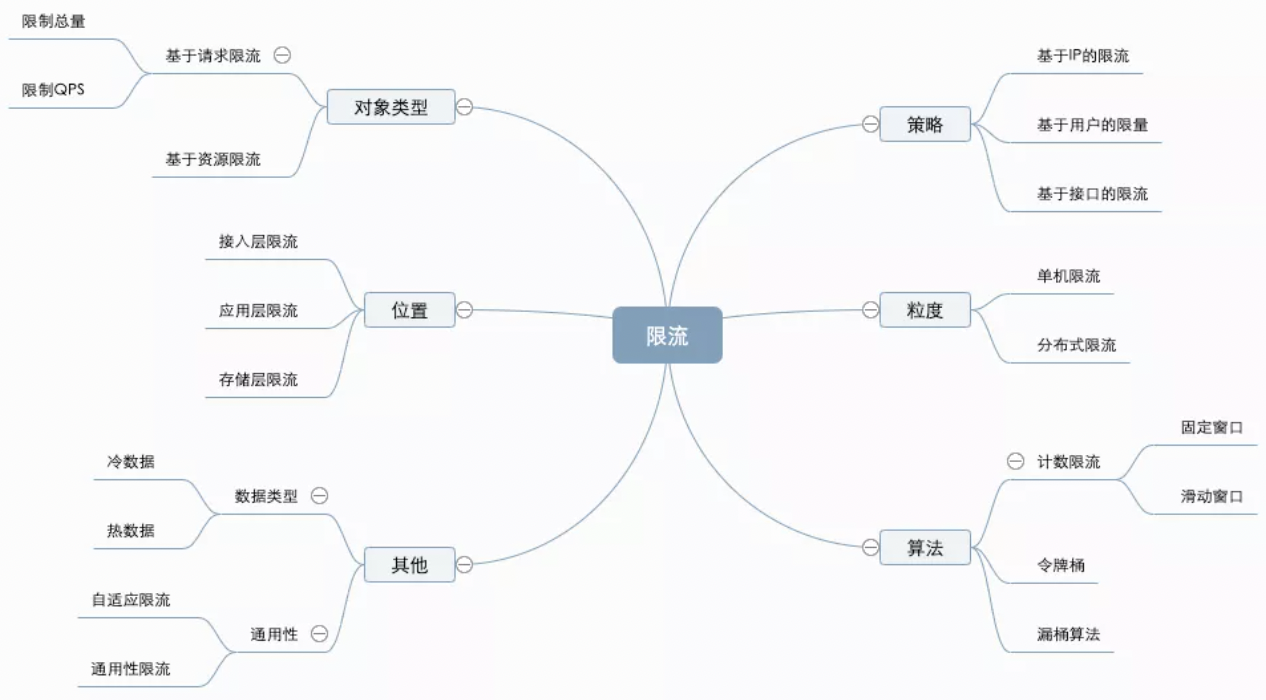 限流
对象类型
基于请求限流
限制总量
限制QPS
基于资源限流
位置
接入层限流
应用层限流
存储层限流
其他
数据类型
冷数据
热数据
通用性
自适应限流
通用性限流
策略
基于IP的限流
基于用户的限量
基于接口的限流
粒度
单机限流
分布式限流
算法
计数限流
固定窗口
滑动窗口
令牌桶
漏桶算法